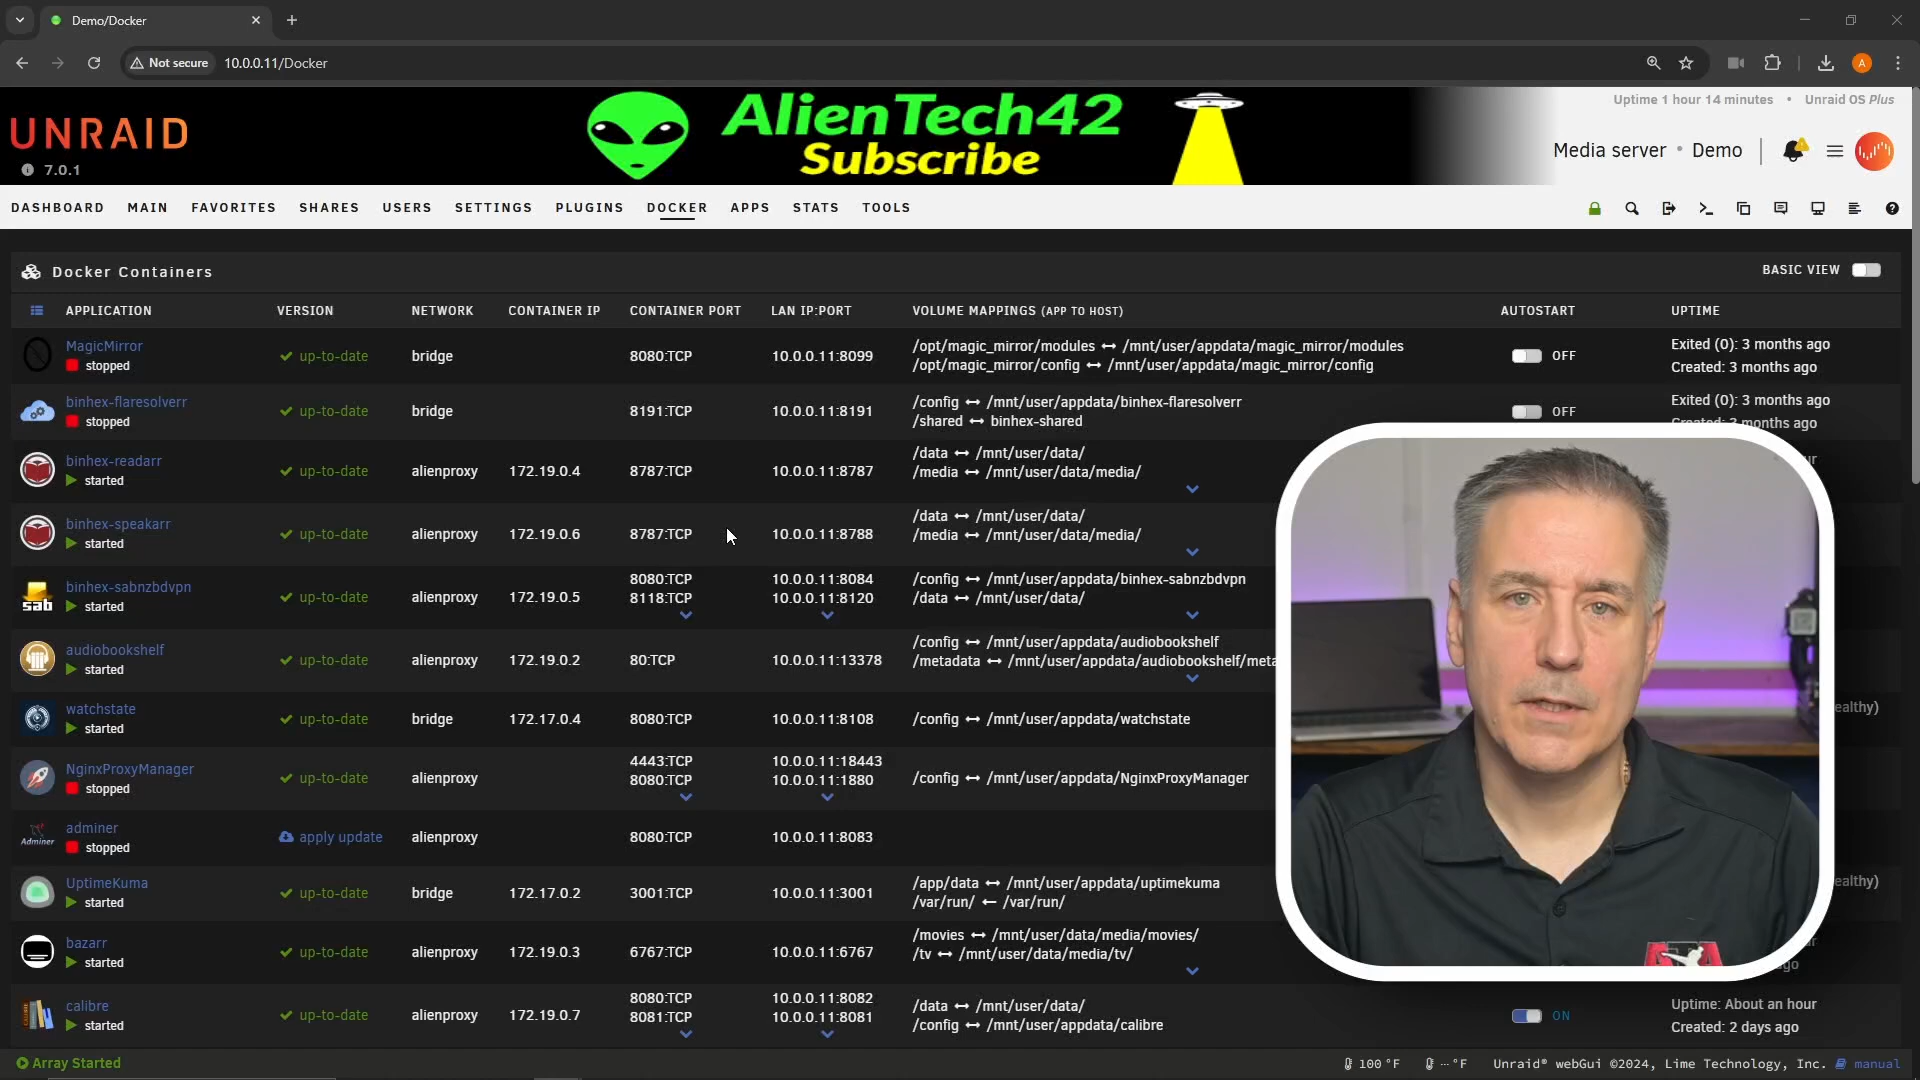 Demo/Docker
Not secure
10.0.0.11/Docker
A
UNRAID
7.0.1
AlienTech42
Subscribe
Uptime 1 hour 14 minutes • Unraid OS Plus
Media server • Demo
DASHBOARD MAIN FAVORITES SHARES USERS SETTINGS PLUGINS DOCKER APPS STATS TOOLS
Docker Containers
BASIC VIEW
APPLICATION VERSION NETWORK CONTAINER IP CONTAINER PORT LAN IP:PORT VOLUME MAPPINGS (APP TO HOST) AUTOSTART UPTIME
MagicMirror
stopped
up-to-date
bridge
8080:TCP
10.0.0.11:8099
/opt/magic_mirror/modules ↔ /mnt/user/appdata/magic_mirror/modules
/opt/magic_mirror/config ↔ /mnt/user/appdata/magic_mirror/config
OFF
Exited (0): 3 months ago
Created: 3 months ago
binhex-flaresolverr
stopped
up-to-date
bridge
8191:TCP
10.0.0.11:8191
/config ↔ /mnt/user/appdata/binhex-flaresolverr
/shared ↔ binhex-shared
OFF
Exited (0): 3 months ago
Created: 3 months ago
binhex-readarr
started
up-to-date
alienproxy
172.19.0.4
8787:TCP
10.0.0.11:8787
/data ↔ /mnt/user/data/
/media ↔ /mnt/user/data/media/
binhex-speakarr
started
up-to-date
alienproxy
172.19.0.6
8787:TCP
10.0.0.11:8788
/data ↔ /mnt/user/data/
/media ↔ /mnt/user/data/media/
binhex-sabnzbdvpn
started
up-to-date
alienproxy
172.19.0.5
8080:TCP
8118:TCP
10.0.0.11:8084
10.0.0.11:8120
/config ↔ /mnt/user/appdata/binhex-sabnzbdvpn
/data ↔ /mnt/user/data/
sab
audiobookshelf
started
up-to-date
alienproxy
172.19.0.2
80:TCP
10.0.0.11:13378
/config ↔ /mnt/user/appdata/audiobookshelf
/metadata ↔ /mnt/user/appdata/audiobookshelf/meta
watchstate
started
up-to-date
bridge
172.17.0.4
8080:TCP
10.0.0.11:8108
/config ↔ /mnt/user/appdata/watchstate
ealthy)
NginxProxyManager
stopped
up-to-date
alienproxy
4443:TCP
8080:TCP
10.0.0.11:18443
10.0.0.11:1880
/config ↔ /mnt/user/appdata/NginxProxyManager
Adminer
adminer
stopped
apply update
alienproxy
8080:TCP
10.0.0.11:8083
UptimeKuma
started
up-to-date
bridge
172.17.0.2
3001:TCP
10.0.0.11:3001
/app/data ↔ /mnt/user/appdata/uptimekuma
/var/run/ ← /var/run/
ealthy)
bazarr
started
up-to-date
alienproxy
172.19.0.3
6767:TCP
10.0.0.11:6767
/movies ↔ /mnt/user/data/media/movies/
/tv ↔ /mnt/user/data/media/tv/
go
calibre
started
up-to-date
alienproxy
172.19.0.7
8080:TCP
8081:TCP
10.0.0.11:8082
10.0.0.11:8081
/data ↔ /mnt/user/data/
/config ↔ /mnt/user/appdata/calibre
ON
Uptime: About an hour
Created: 2 days ago
Array Started
100 °F
-- °F
Unraid® webGui ©2024, Lime Technology, Inc.
manual